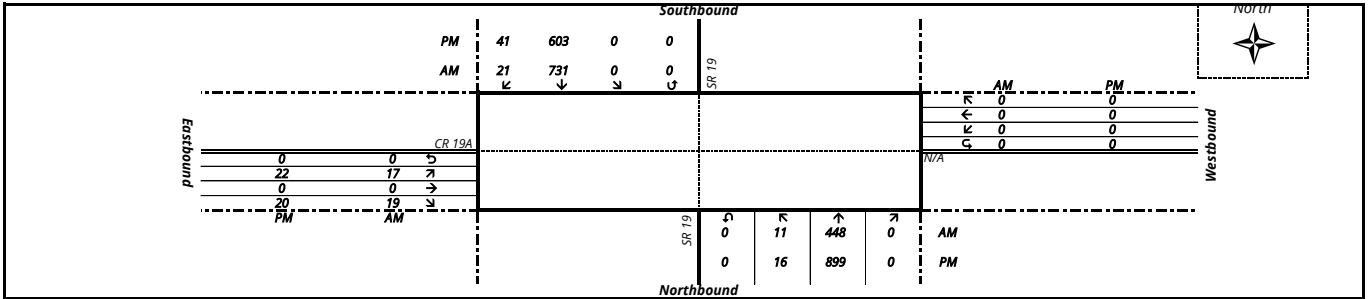 Southbound
North
PM 41 603 0 0
AM 21 731 0 0
SR 19
AM PM
0 0
0 0
0 0
0 0
N/A
Westbound
Eastbound
CR 19A
0 0
22 17
0 0
20 19
PM AM
SR 19
0 11 448 0 AM
0 16 899 0 PM
Northbound